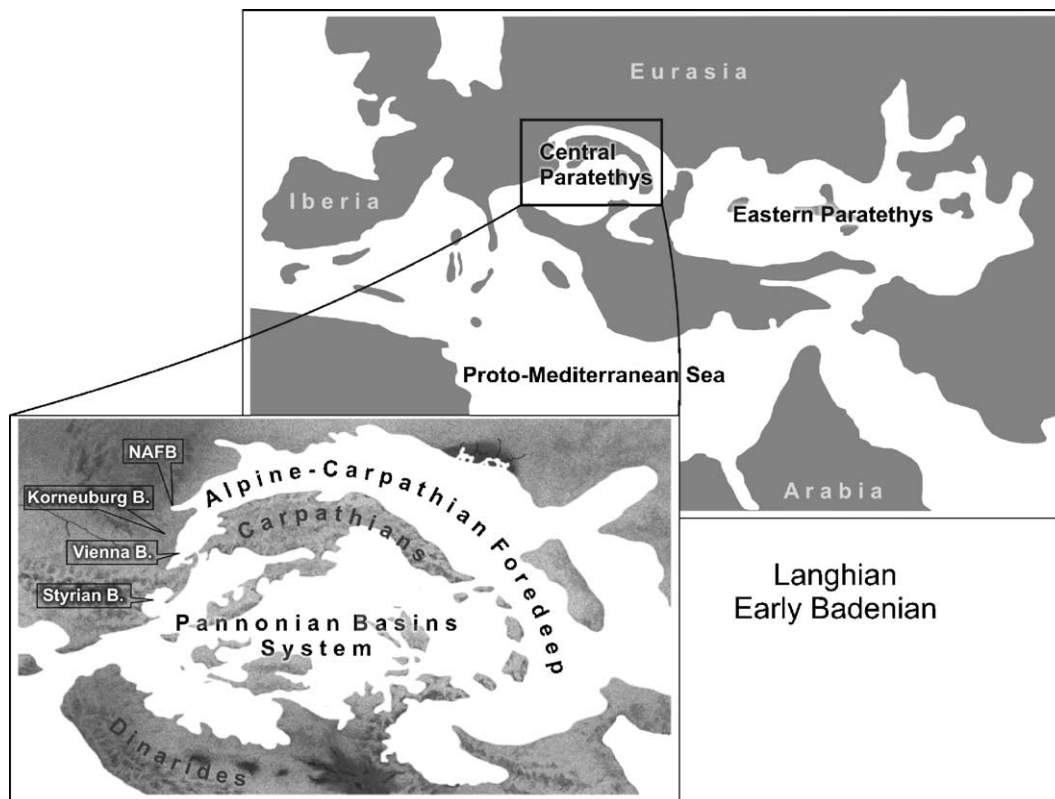 Eurasia
Central
Paratethys
Iberia
Eastern Paratethys
Proto-Mediterranean Sea
Arabia
NAFB
Korneuburg B.
Vienna B.
Styrian B.
Alpine-Carpathian Foredeep
Carpathians
Pannonian Basins
System
Dinarides
Langhian
Early Badenian